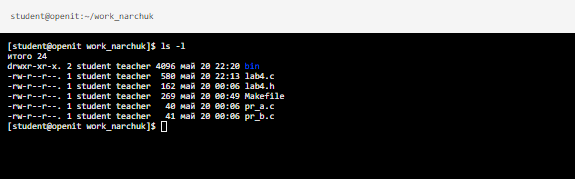 student@openit:~/work_narchuk
[student@openit work_narchuk]$ ls -l
итого 24
drwxr-xr-x. 2 student teacher 4096 май 20 22:20 bin
-rw-r--r--. 1 student teacher  580 май 20 22:13 lab4.c
-rw-r--r--. 1 student teacher  162 май 20 00:06 lab4.h
-rw-r--r--. 1 student teacher  269 май 20 00:49 Makefile
-rw-r--r--. 1 student teacher   40 май 20 00:06 pr_a.c
-rw-r--r--. 1 student teacher   41 май 20 00:06 pr_b.c
[student@openit work_narchuk]$